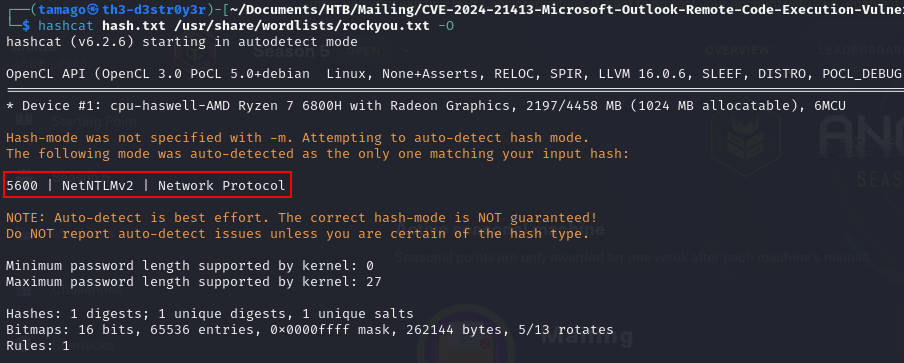 ┌──(tamago㉿th3-d3str0y3r)-[~/Documents/HTB/Mailing/CVE-2024-21413-Microsoft-Outlook-Remote-Code-Execution-Vulne
└─$ hashcat hash.txt /usr/share/wordlists/rockyou.txt -O
hashcat (v6.2.6) starting in autodetect mode
OpenCL API (OpenCL 3.0 PoCL 5.0+debian  Linux, None+Asserts, RELOC, SPIR, LLVM 16.0.6, SLEEF, DISTRO, POCL_DEBUG
* Device #1: cpu-haswell-AMD Ryzen 7 6800H with Radeon Graphics, 2197/4458 MB (1024 MB allocatable), 6MCU
Hash-mode was not specified with -m. Attempting to auto-detect hash mode.
The following mode was auto-detected as the only one matching your input hash:
5600 | NetNTLMv2 | Network Protocol
NOTE: Auto-detect is best effort. The correct hash-mode is NOT guaranteed!
Do NOT report auto-detect issues unless you are certain of the hash type.
Minimum password length supported by kernel: 0
Maximum password length supported by kernel: 27
Hashes: 1 digests; 1 unique digests, 1 unique salts
Bitmaps: 16 bits, 65536 entries, 0x0000ffff mask, 262144 bytes, 5/13 rotates
Rules: 1